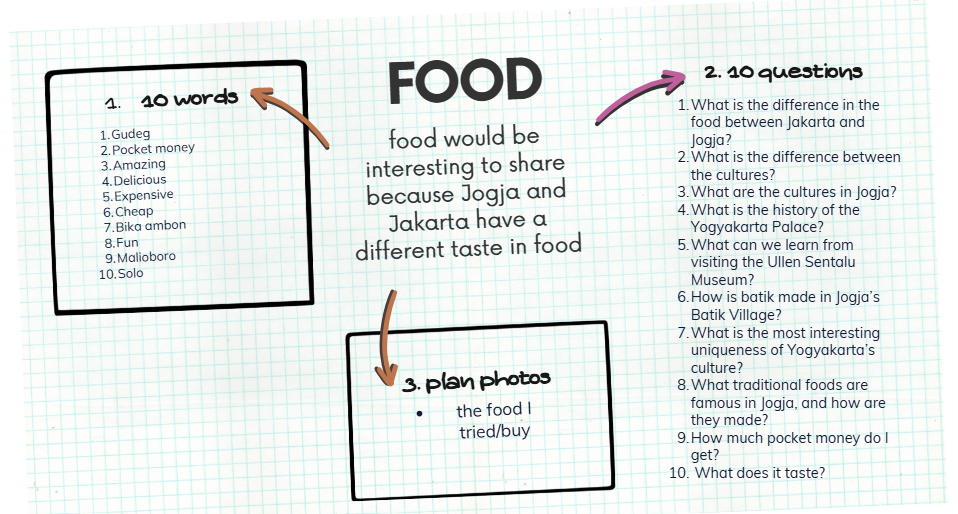 FOOD
food would be
interesting to share
because Jogja and
Jakarta have a
different taste in food
1. 10 words
1.Gudeg
2.Pocket money
3.Amazing
4.Delicious
5.Expensive
6.Cheap
7.Bika ambon
8.Fun
9.Malioboro
10.Solo
2. 10 questions
1.What is the difference in the
food between Jakarta and
Jogja?
2.What is the difference between
the cultures?
3.What are the cultures in Jogja?
4.What is the history of the
Yogyakarta Palace?
5.What can we learn from
visiting the Ullen Sentalu
Museum?
6.How is batik made in Jogja's
Batik Village?
7.What is the most interesting
uniqueness of Yogyakarta's
culture?
8.What traditional foods are
famous in Jogja, and how are
they made?
9.How much pocket money do I
get?
10. What does it taste?
3. plan photos
• the food I
tried/buy